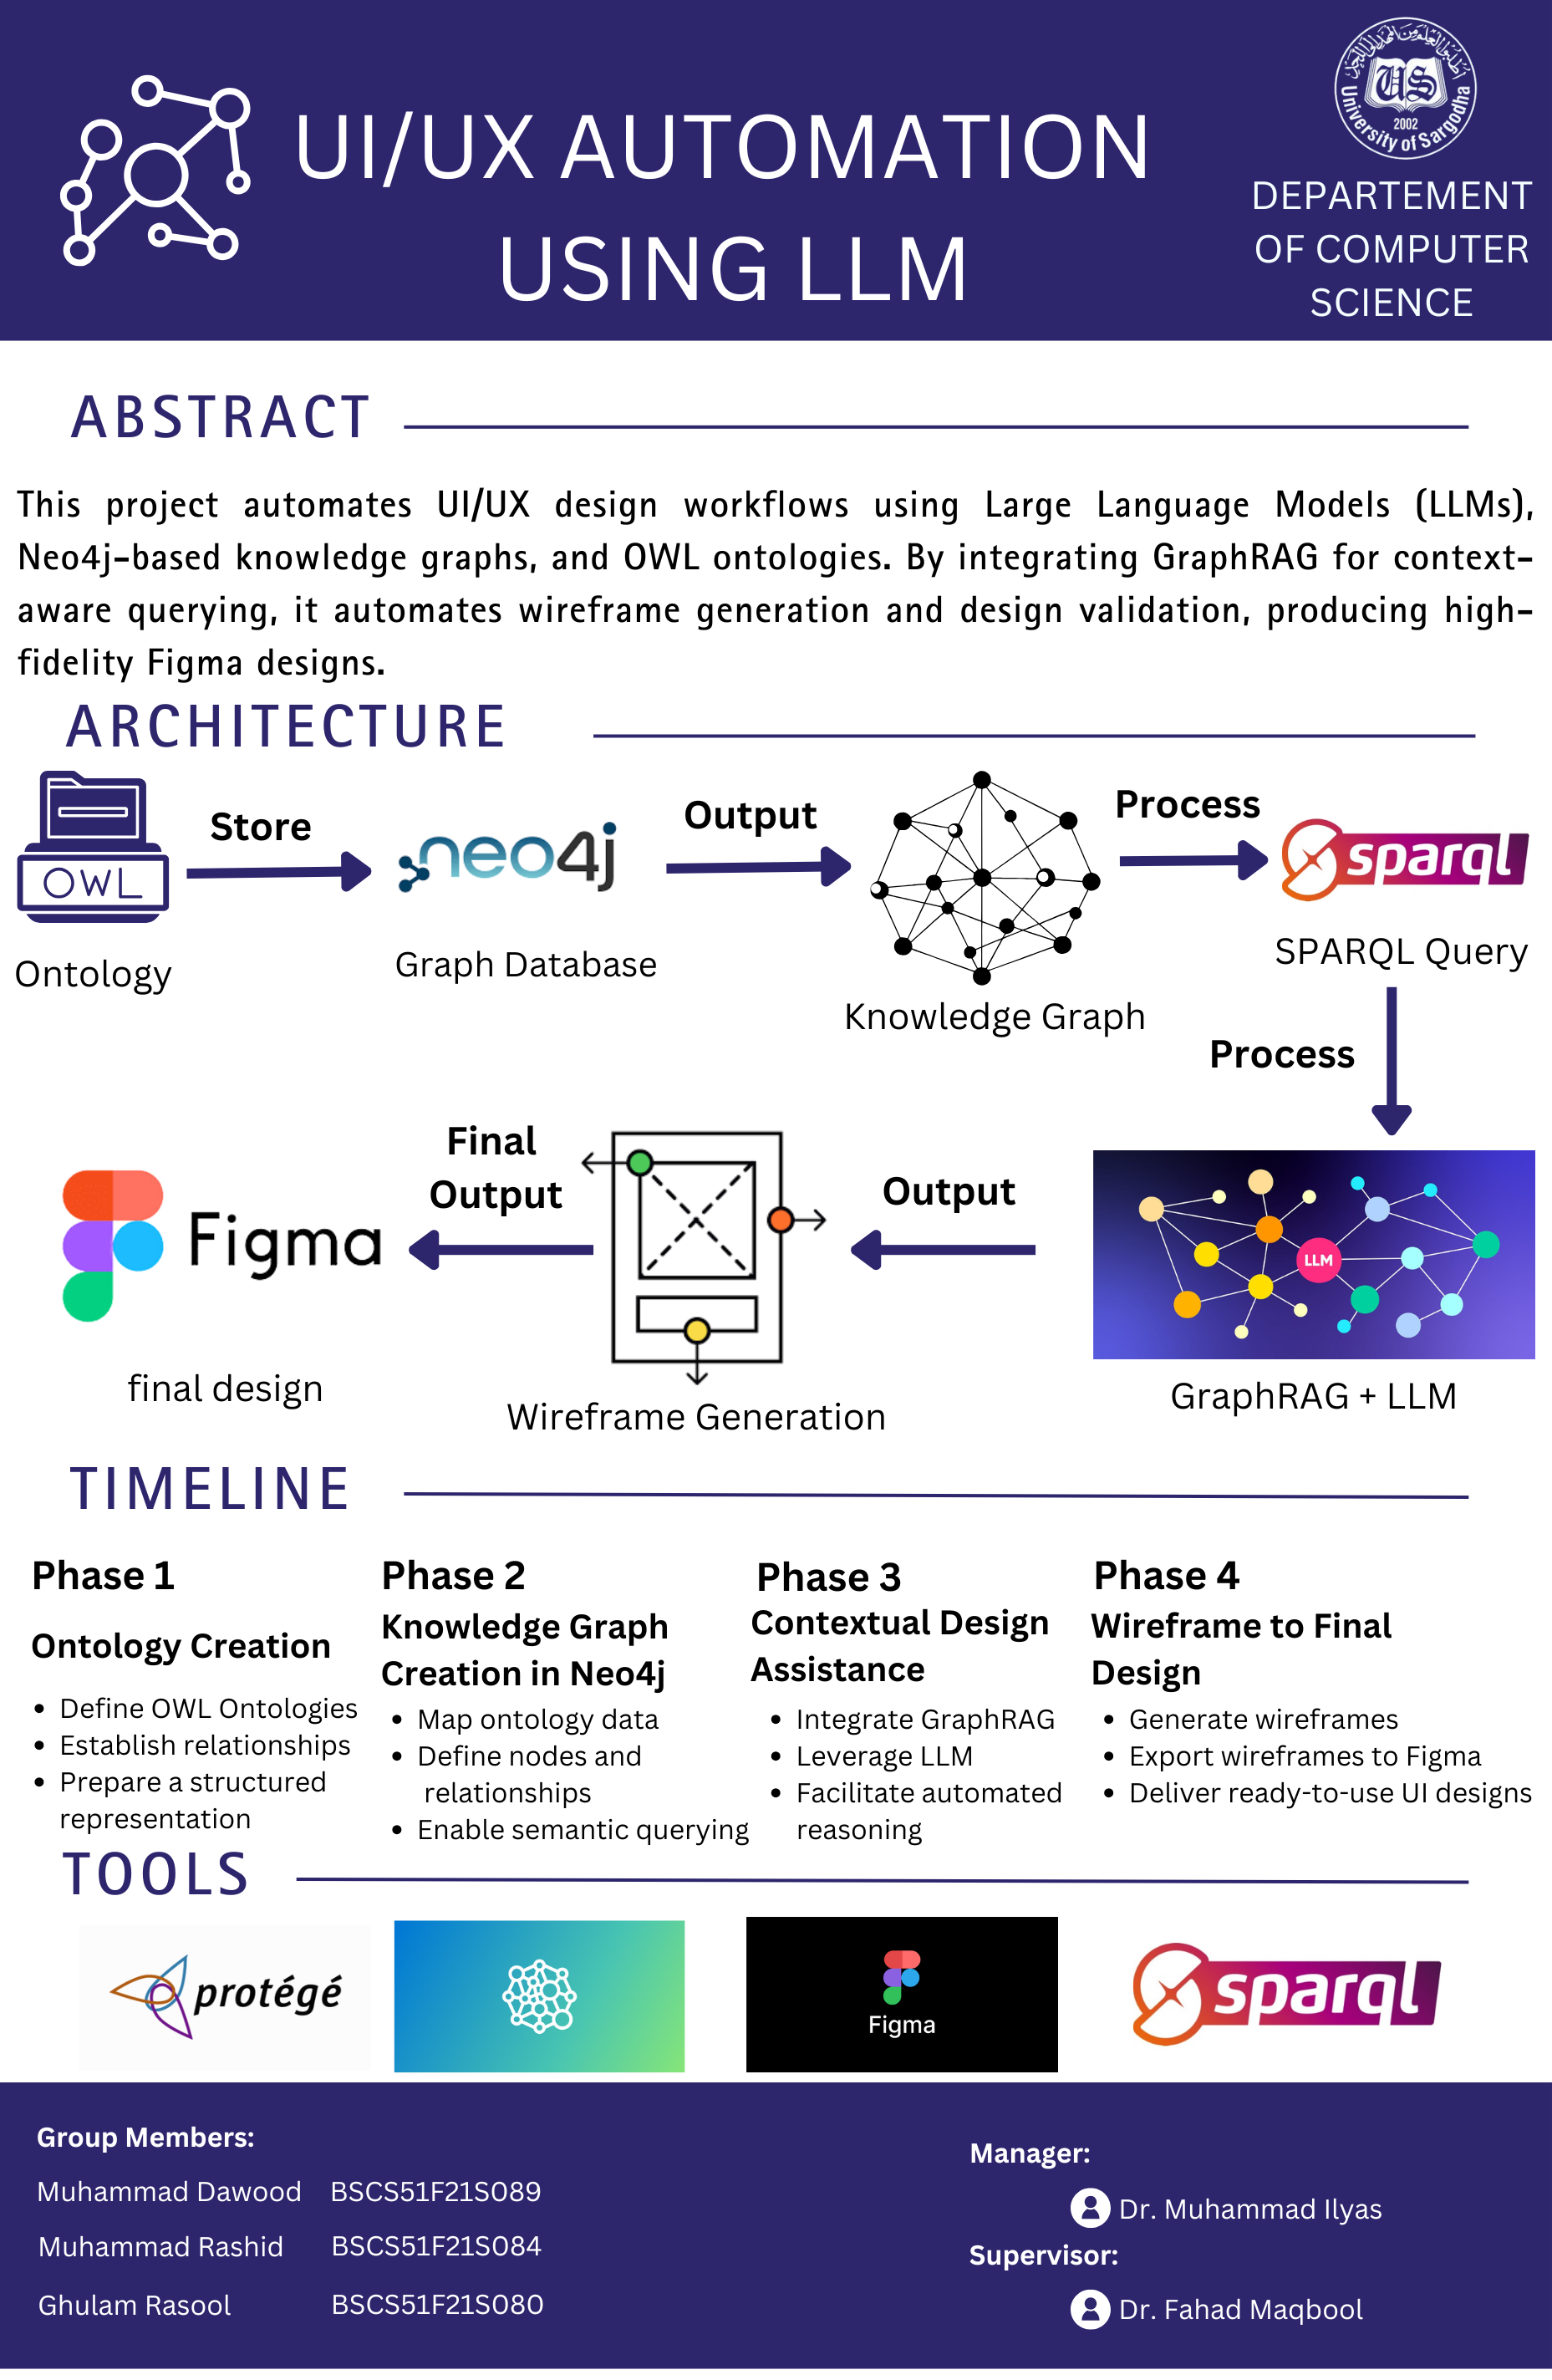 UI/UX AUTOMATION
USING LLM
US
2002
University of Sargodha
DEPARTEMENT
OF COMPUTER
SCIENCE
ABSTRACT
This project automates UI/UX design workflows using Large Language Models (LLMs),
Neo4j-based knowledge graphs, and OWL ontologies. By integrating GraphRAG for context-
aware querying, it automates wireframe generation and design validation, producing high-
fidelity Figma designs.
ARCHITECTURE
OWL
Ontology
Store
neo4j
Graph Database
Output
Knowledge Graph
Process
sparql
SPARQL Query
Process
LLM
GraphRAG + LLM
Output
Wireframe Generation
Final
Output
Figma
final design
TIMELINE
Phase 1
Ontology Creation
• Define OWL Ontologies
• Establish relationships
• Prepare a structured
representation
Phase 2
Knowledge Graph
Creation in Neo4j
• Map ontology data
• Define nodes and
relationships
• Enable semantic querying
Phase 3
Contextual Design
Assistance
• Integrate GraphRAG
• Leverage LLM
• Facilitate automated
reasoning
Phase 4
Wireframe to Final
Design
• Generate wireframes
• Export wireframes to Figma
• Deliver ready-to-use UI designs
TOOLS
protégé
Figma
sparql
Group Members:
Muhammad Dawood BSCS51F21S089
Muhammad Rashid BSCS51F21S084
Ghulam Rasool BSCS51F21S080
Manager:
Dr. Muhammad Ilyas
Supervisor:
Dr. Fahad Maqbool